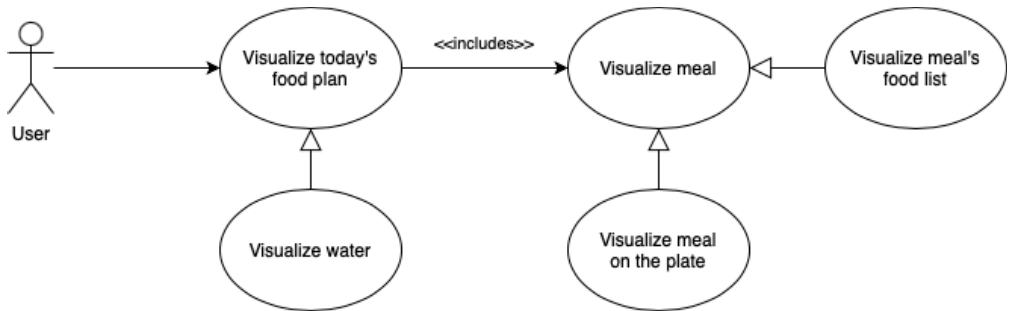 Visualize today's
food plan
<<includes>>
Visualize meal
Visualize meal's
food list
User
Visualize water
Visualize meal
on the plate